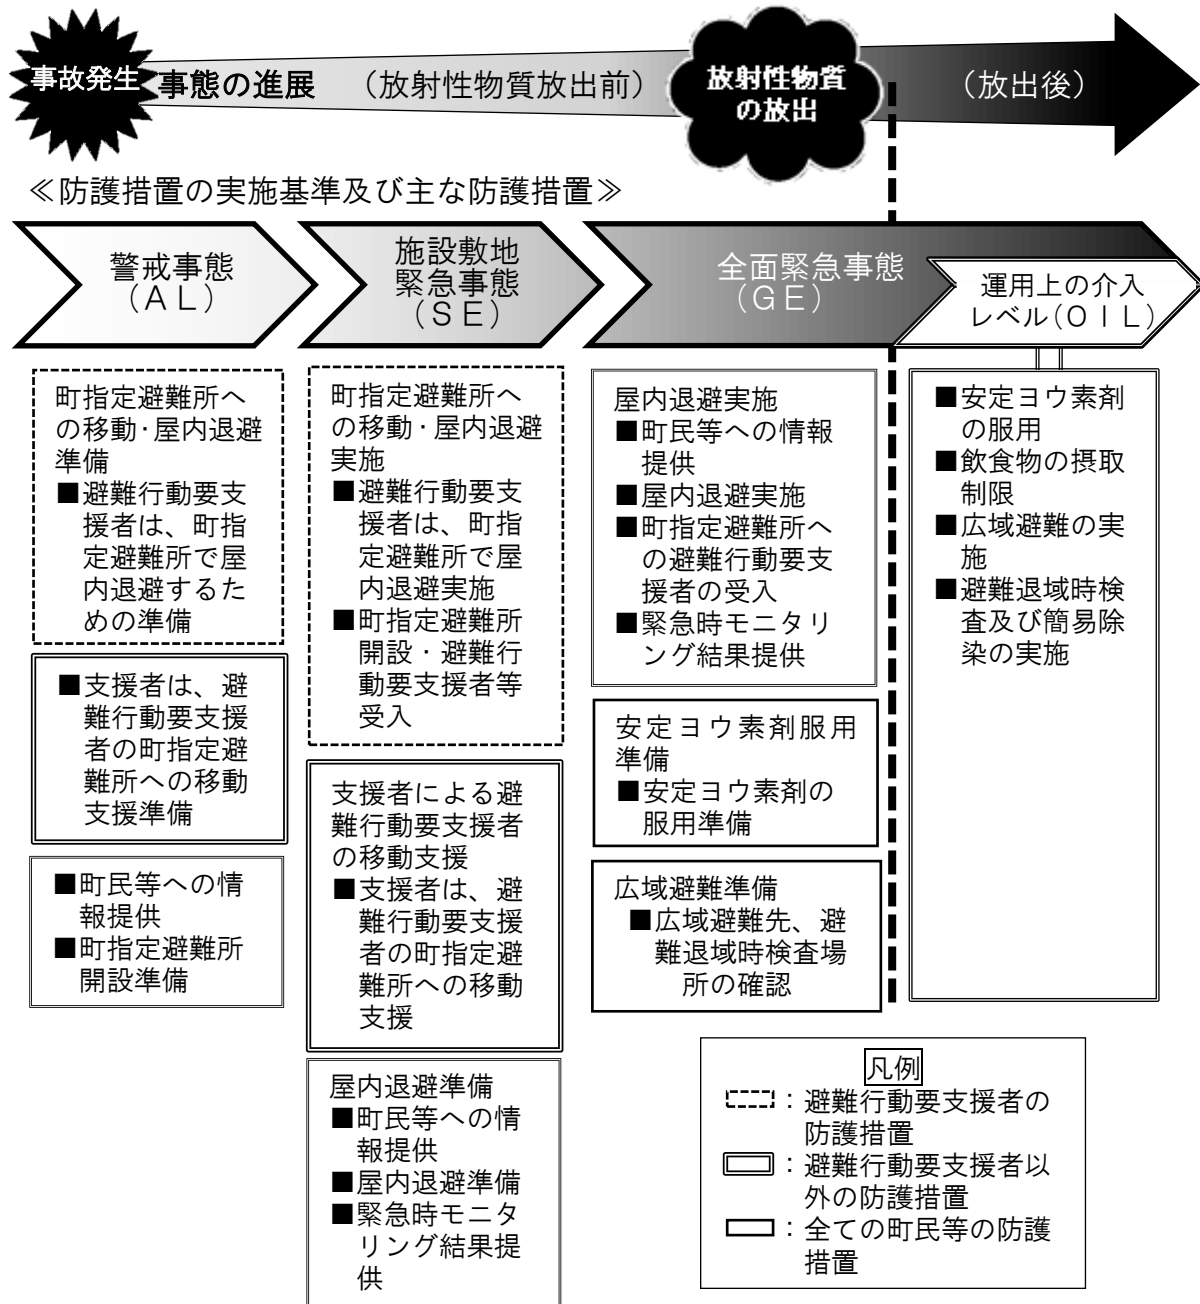 事故発生
事態の進展 (放射性物質放出前)
放射性物質
の放出
(放出後)
≪防護措置の実施基準及び主な防護措置≫
警戒事態
(AL)
施設敷地
緊急事態
(SE)
全面緊急事態
(GE)
運用上の介入
レベル(OIL)
町指定避難所へ
の移動・屋内退避
準備
■避難行動要支
援者は、町指
定避難所で屋
内退避するた
めの準備
■支援者は、避
難行動要支援
者の町指定避
難所への移動
支援準備
■町民等への情
報提供
■町指定避難所
開設準備
町指定避難所へ
の移動・屋内退避
実施
■避難行動要支
援者は、町指
定避難所で屋
内退避実施
■町指定避難所
開設・避難行
動要支援者等
受入
支援者による避
難行動要支援者
の移動支援
■支援者は、避
難行動要支援
者の町指定避
難所への移動
支援
屋内退避準備
■町民等への情
報提供
■屋内退避準備
■緊急時モニタ
リング結果提
供
屋内退避実施
■町民等への情報
提供
■屋内退避実施
■町指定避難所へ
の避難行動要支
援者の受入
■緊急時モニタリ
ング結果提供
安定ヨウ素剤服用
準備
■安定ヨウ素剤の
服用準備
広域避難準備
■広域避難先、避
難退域時検査場
所の確認
■安定ヨウ素剤
の服用
■飲食物の摂取
制限
■広域避難の実
施
■避難退域時検
査及び簡易除
染の実施
凡例
:避難行動要支援者の
防護措置
:避難行動要支援者以
外の防護措置
:全ての町民等の防護
措置